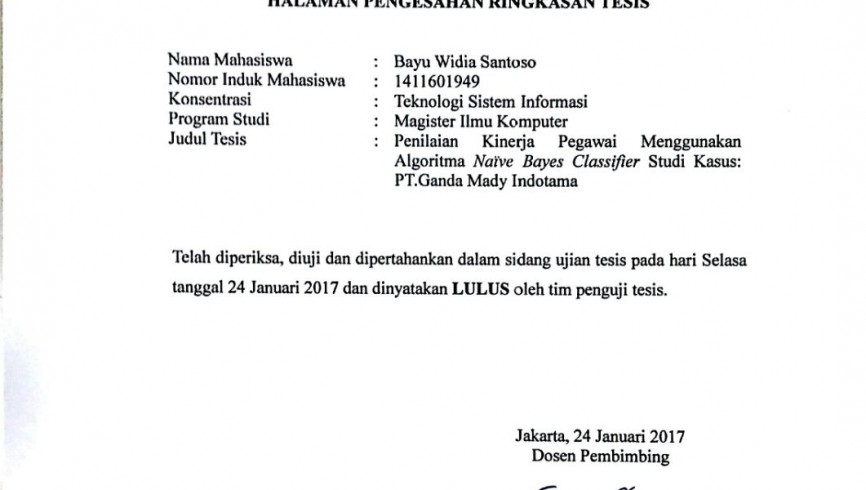 HALAMAN PENGESAHAN RINGKASAN TESIS
Nama Mahasiswa : Bayu Widia Santoso
Nomor Induk Mahasiswa : 1411601949
Konsentrasi : Teknologi Sistem Informasi
Program Studi : Magister Ilmu Komputer
Judul Tesis : Penilaian Kinerja Pegawai Menggunakan
Algoritma Naïve Bayes Classifier Studi Kasus:
PT.Ganda Mady Indotama
Telah diperiksa, diuji dan dipertahankan dalam sidang ujian tesis pada hari Selasa
tanggal 24 Januari 2017 dan dinyatakan LULUS oleh tim penguji tesis.
Jakarta, 24 Januari 2017
Dosen Pembimbing